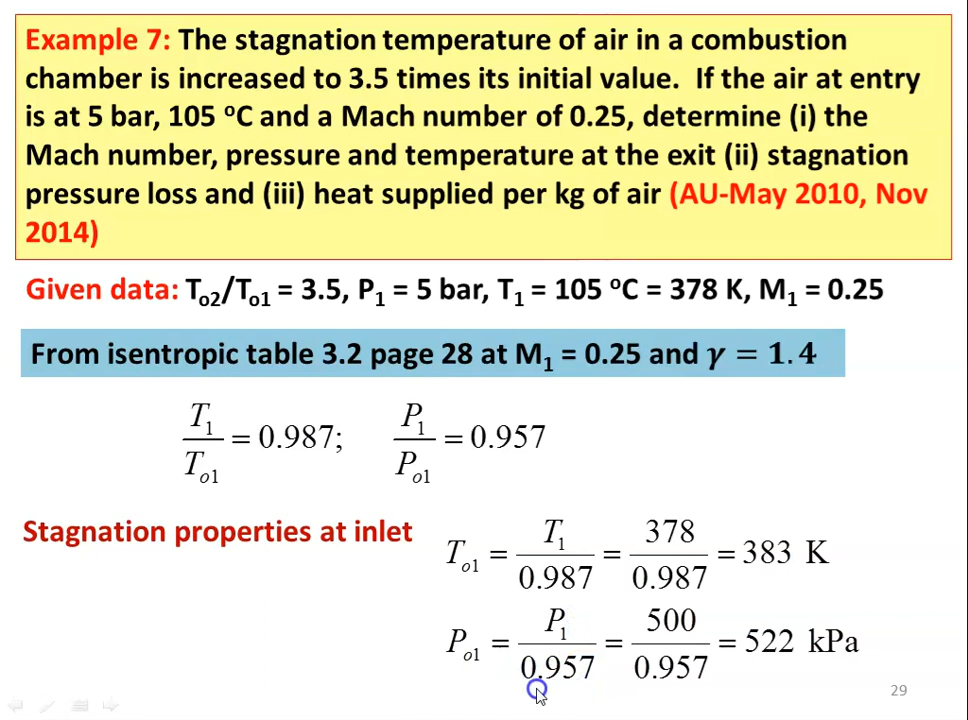 Example 7: The stagnation temperature of air in a combustion
chamber is increased to 3.5 times its initial value. If the air at entry
is at 5 bar, 105 ᵒC and a Mach number of 0.25, determine (i) the
Mach number, pressure and temperature at the exit (ii) stagnation
pressure loss and (iii) heat supplied per kg of air (AU-May 2010, Nov
2014)
Given data: Tₒ₂/Tₒ₁ = 3.5, P₁ = 5 bar, T₁ = 105 ᵒC = 378 K, M₁ = 0.25
From isentropic table 3.2 page 28 at M₁ = 0.25 and γ = 1.4
T₁/Tₒ₁ = 0.987; P₁/Pₒ₁ = 0.957
Stagnation properties at inlet
Tₒ₁ = T₁/0.987 = 378/0.987 = 383 K
Pₒ₁ = P₁/0.957 = 500/0.957 = 522 kPa
29